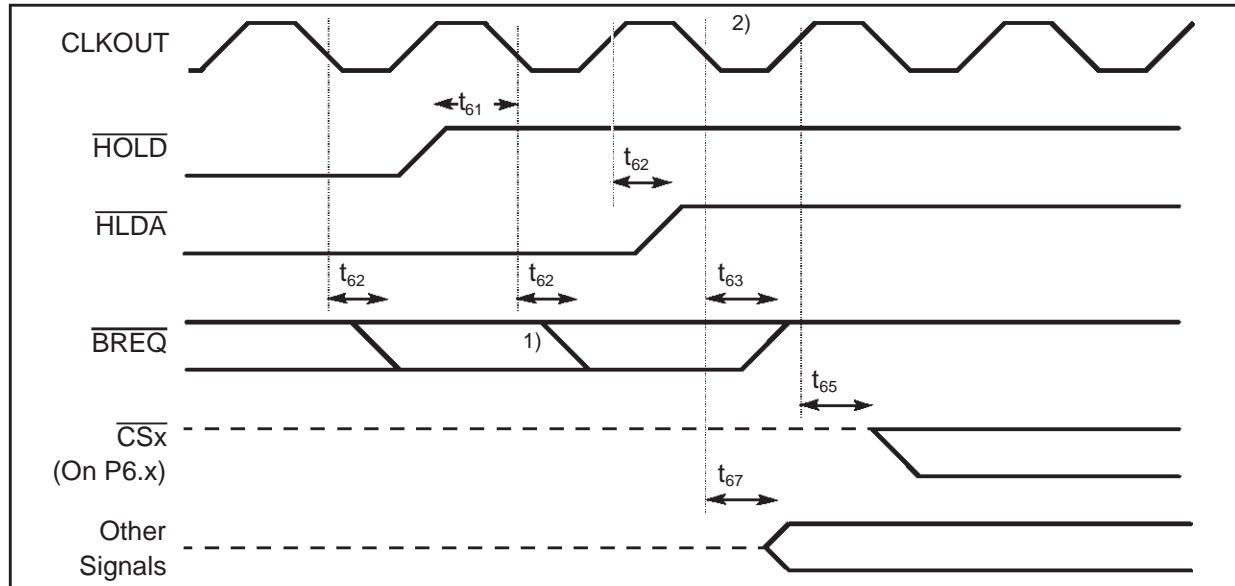 CLKOUT
2)
t61
HOLD
t62
HLDA
t62
t62
t63
BREQ
1)
t65
CSx
(On P6.x)
t67
Other
Signals